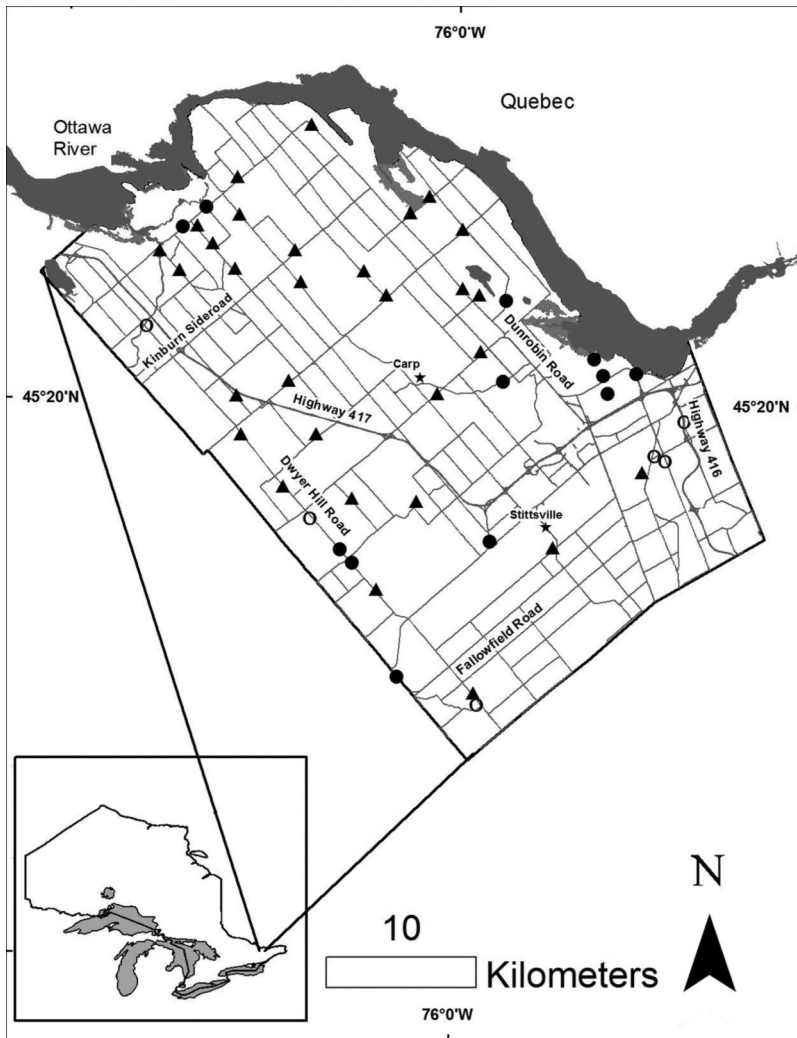 76°0'W
Quebec
Ottawa
River
Kinburn Sideroad
Dunrobin Road
Carp
45°20'N
Highway 417
45°20'N
Highway 416
Dwyer Hill Road
Stittsville
Fallowfield Road
N
10
Kilometers
76°0'W